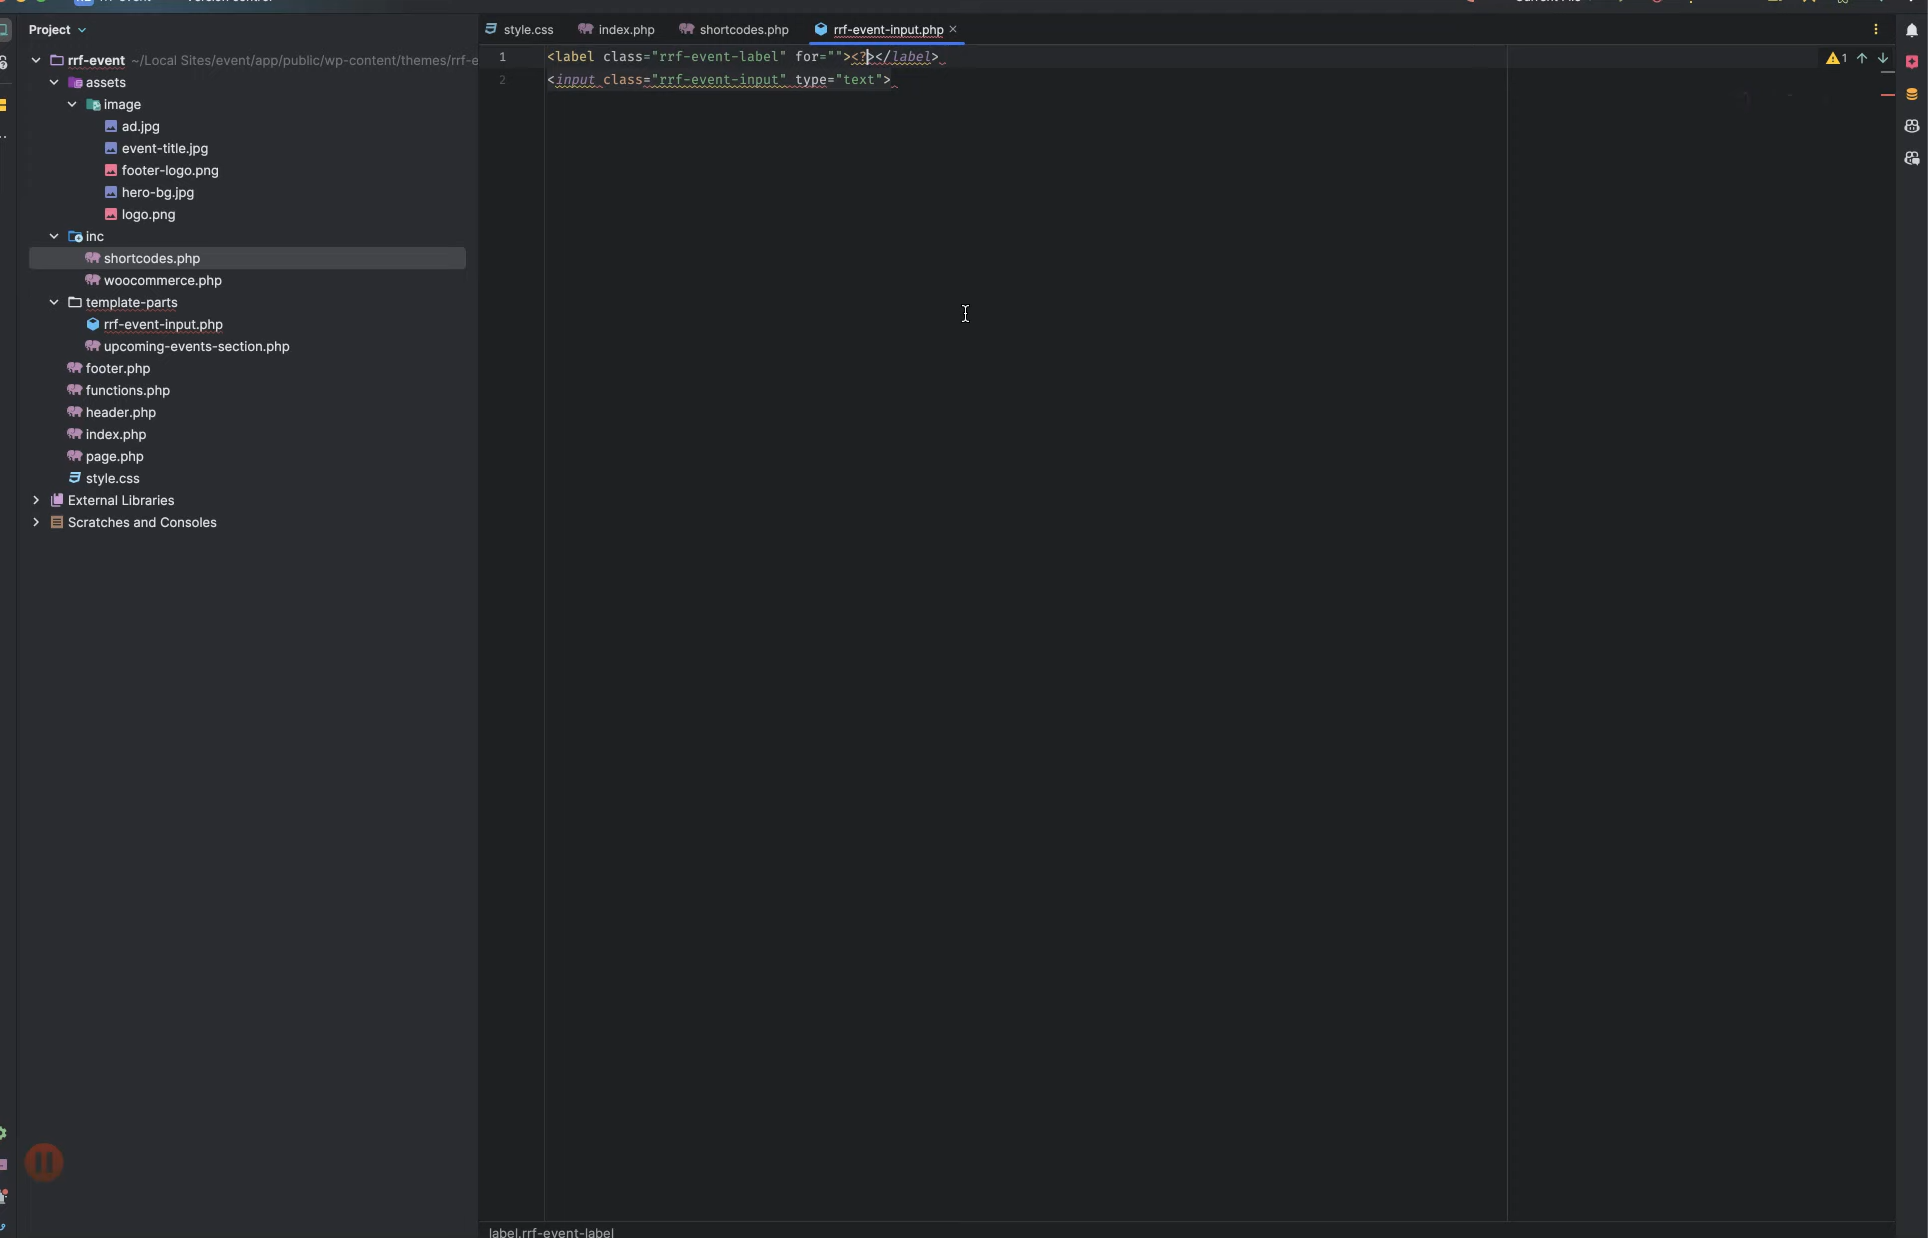 Project
rrf-event ~/Local Sites/event/app/public/wp-content/themes/rrf-e
assets
image
ad.jpg
event-title.jpg
footer-logo.png
hero-bg.jpg
logo.png
inc
shortcodes.php
woocommerce.php
template-parts
rrf-event-input.php
upcoming-events-section.php
footer.php
functions.php
header.php
index.php
page.php
style.css
External Libraries
Scratches and Consoles
style.css index.php shortcodes.php rrf-event-input.php
1 <label class="rrf-event-label" for=""><?></label>
2 <input class="rrf-event-input" type="text">
1
label.rrf-event-label